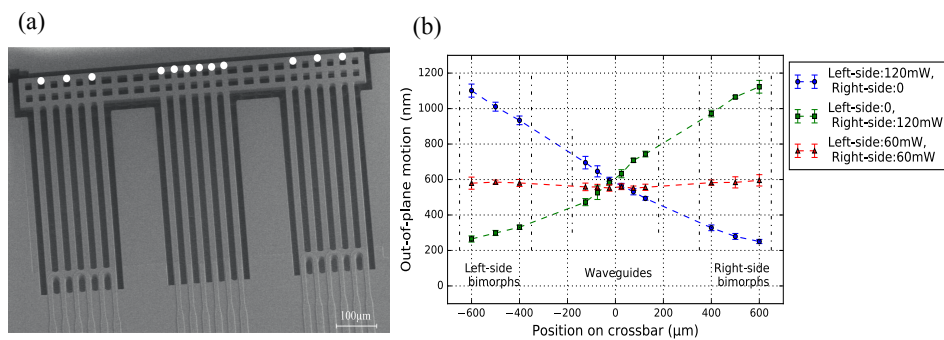 (a)
100μm
(b)
Out-of-plane motion (nm)
1200
1000
800
600
400
200
0
Left-side
bimorphs
Waveguides
Right-side
bimorphs
−600 −400 −200 0 200 400 600
Position on crossbar (μm)
Left-side:120mW,
Right-side:0
Left-side:0,
Right-side:120mW
Left-side:60mW,
Right-side:60mW